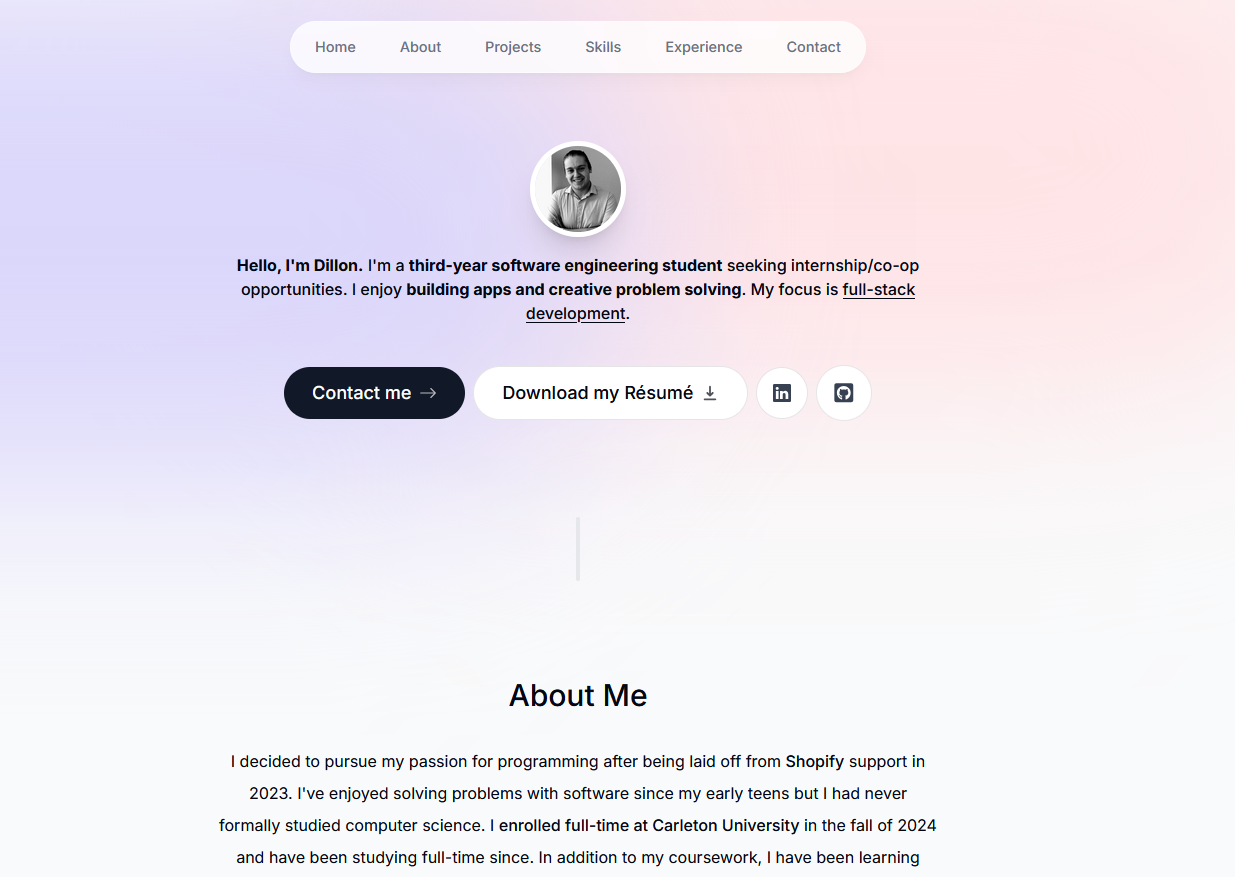 Home About Projects Skills Experience Contact
Hello, I'm Dillon. I'm a third-year software engineering student seeking internship/co-op
opportunities. I enjoy building apps and creative problem solving. My focus is full-stack
development.
Contact me Download my Résumé in
About Me
I decided to pursue my passion for programming after being laid off from Shopify support in
2023. I've enjoyed solving problems with software since my early teens but I had never
formally studied computer science. I enrolled full-time at Carleton University in the fall of 2024
and have been studying full-time since. In addition to my coursework, I have been learning